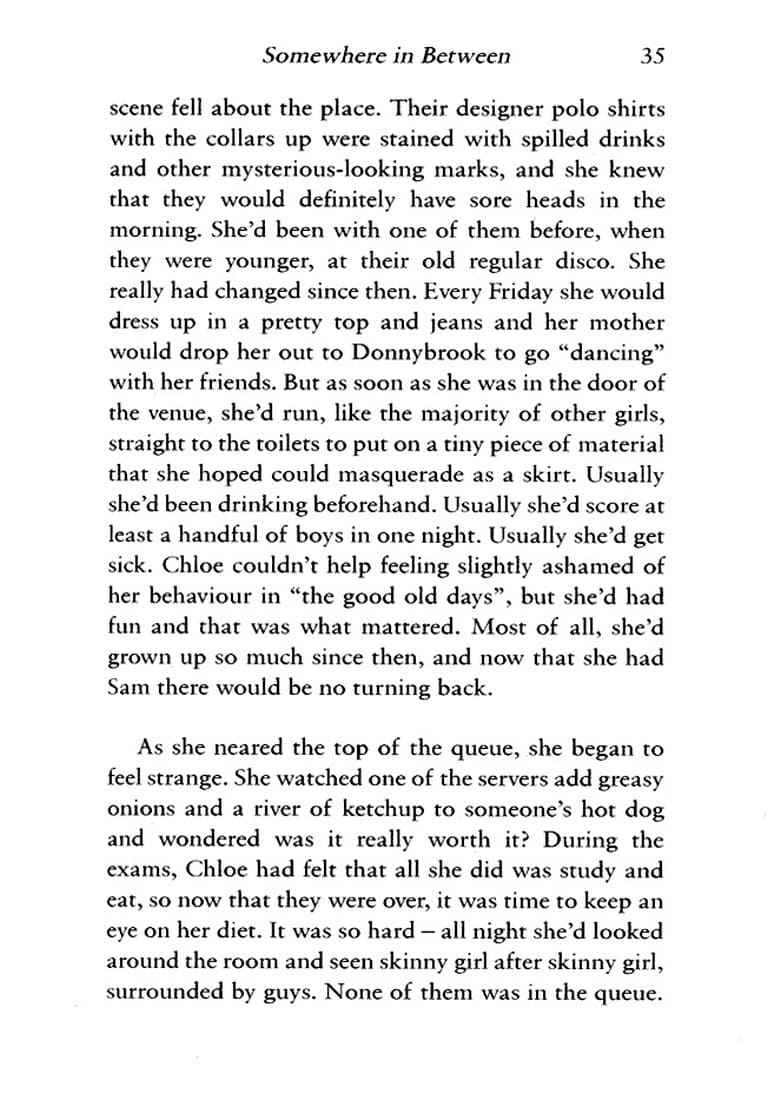 Somewhere in Between 35
scene fell about the place. Their designer polo shirts
with the collars up were stained with spilled drinks
and other mysterious-looking marks, and she knew
that they would definitely have sore heads in the
morning. She’d been with one of them before, when
they were younger, at their old regular disco. She
really had changed since then. Every Friday she would
dress up in a pretty top and jeans and her mother
would drop her out to Donnybrook to go “dancing”
with her friends. But as soon as she was in the door of
the venue, she’d run, like the majority of other girls,
straight to the toilets to put on a tiny piece of material
that she hoped could masquerade as a skirt. Usually
she’d been drinking beforehand. Usually she’d score at
least a handful of boys in one night. Usually she’d get
sick. Chloe couldn’t help feeling slightly ashamed of
her behaviour in “the good old days”, but she’d had
fun and that was what mattered. Most of all, she’d
grown up so much since then, and now that she had
Sam there would be no turning back.
As she neared the top of the queue, she began to
feel strange. She watched one of the servers add greasy
onions and a river of ketchup to someone’s hot dog
and wondered was it really worth it? During the
exams, Chloe had felt that all she did was study and
eat, so now that they were over, it was time to keep an
eye on her diet. It was so hard – all night she’d looked
around the room and seen skinny girl after skinny girl,
surrounded by guys. None of them was in the queue.